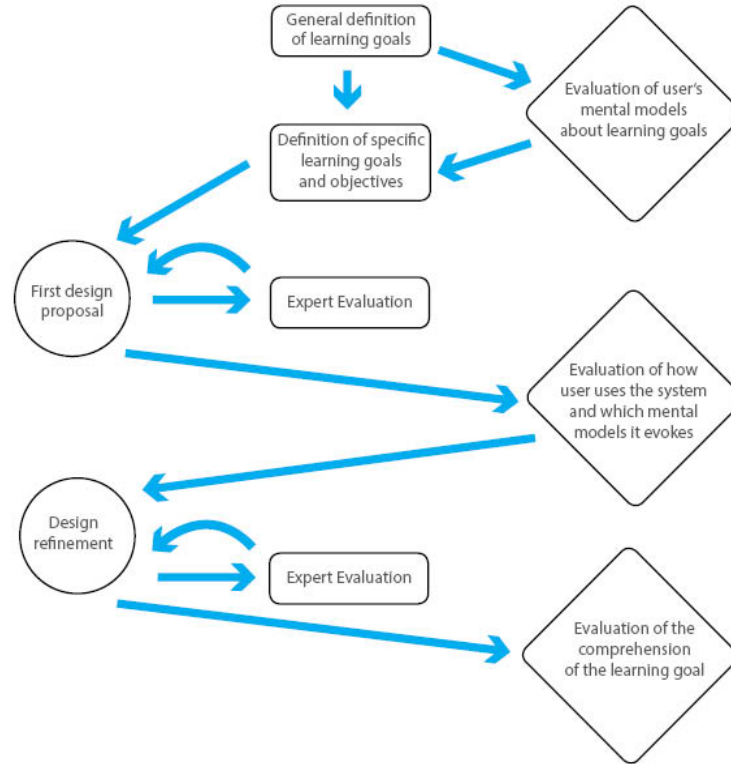 General definition
of learning goals
Evaluation of user's
mental models
about learning goals
Definition of specific
learning goals
and objectives
First design
proposal
Expert Evaluation
Evaluation of how
user uses the system
and which mental
models it evokes
Design
refinement
Expert Evaluation
Evaluation of the
comprehension
of the learning goal